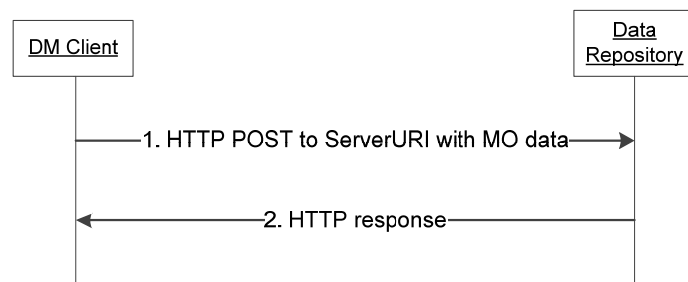 DM Client
Data
Repository
1. HTTP POST to ServerURI with MO data
2. HTTP response